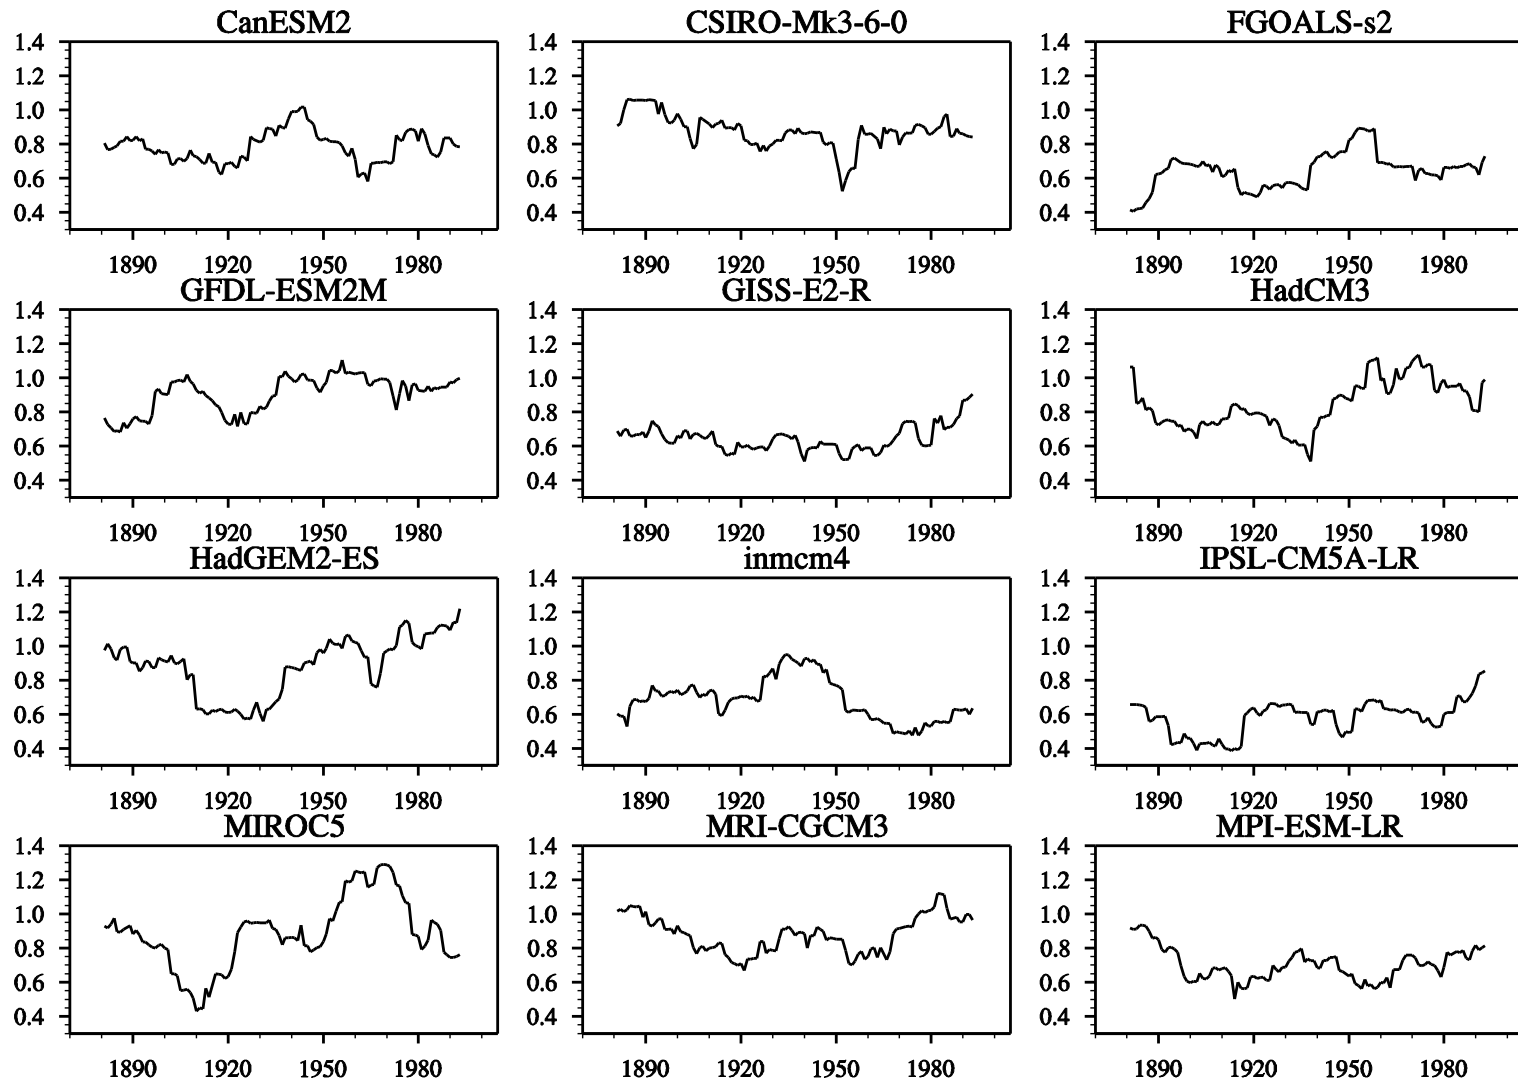 CanESM2 CSIRO-Mk3-6-0 FGOALS-s2
1.4 1.4 1.4
1.2 1.2 1.2
1.0 1.0 1.0
0.8 0.8 0.8
0.6 0.6 0.6
0.4 0.4 0.4
1890 1920 1950 1980 1890 1920 1950 1980 1890 1920 1950 1980
GFDL-ESM2M GISS-E2-R HadCM3
1.4 1.4 1.4
1.2 1.2 1.2
1.0 1.0 1.0
0.8 0.8 0.8
0.6 0.6 0.6
0.4 0.4 0.4
1890 1920 1950 1980 1890 1920 1950 1980 1890 1920 1950 1980
HadGEM2-ES inmcm4 IPSL-CM5A-LR
1.4 1.4 1.4
1.2 1.2 1.2
1.0 1.0 1.0
0.8 0.8 0.8
0.6 0.6 0.6
0.4 0.4 0.4
1890 1920 1950 1980 1890 1920 1950 1980 1890 1920 1950 1980
MIROC5 MRI-CGCM3 MPI-ESM-LR
1.4 1.4 1.4
1.2 1.2 1.2
1.0 1.0 1.0
0.8 0.8 0.8
0.6 0.6 0.6
0.4 0.4 0.4
1890 1920 1950 1980 1890 1920 1950 1980 1890 1920 1950 1980